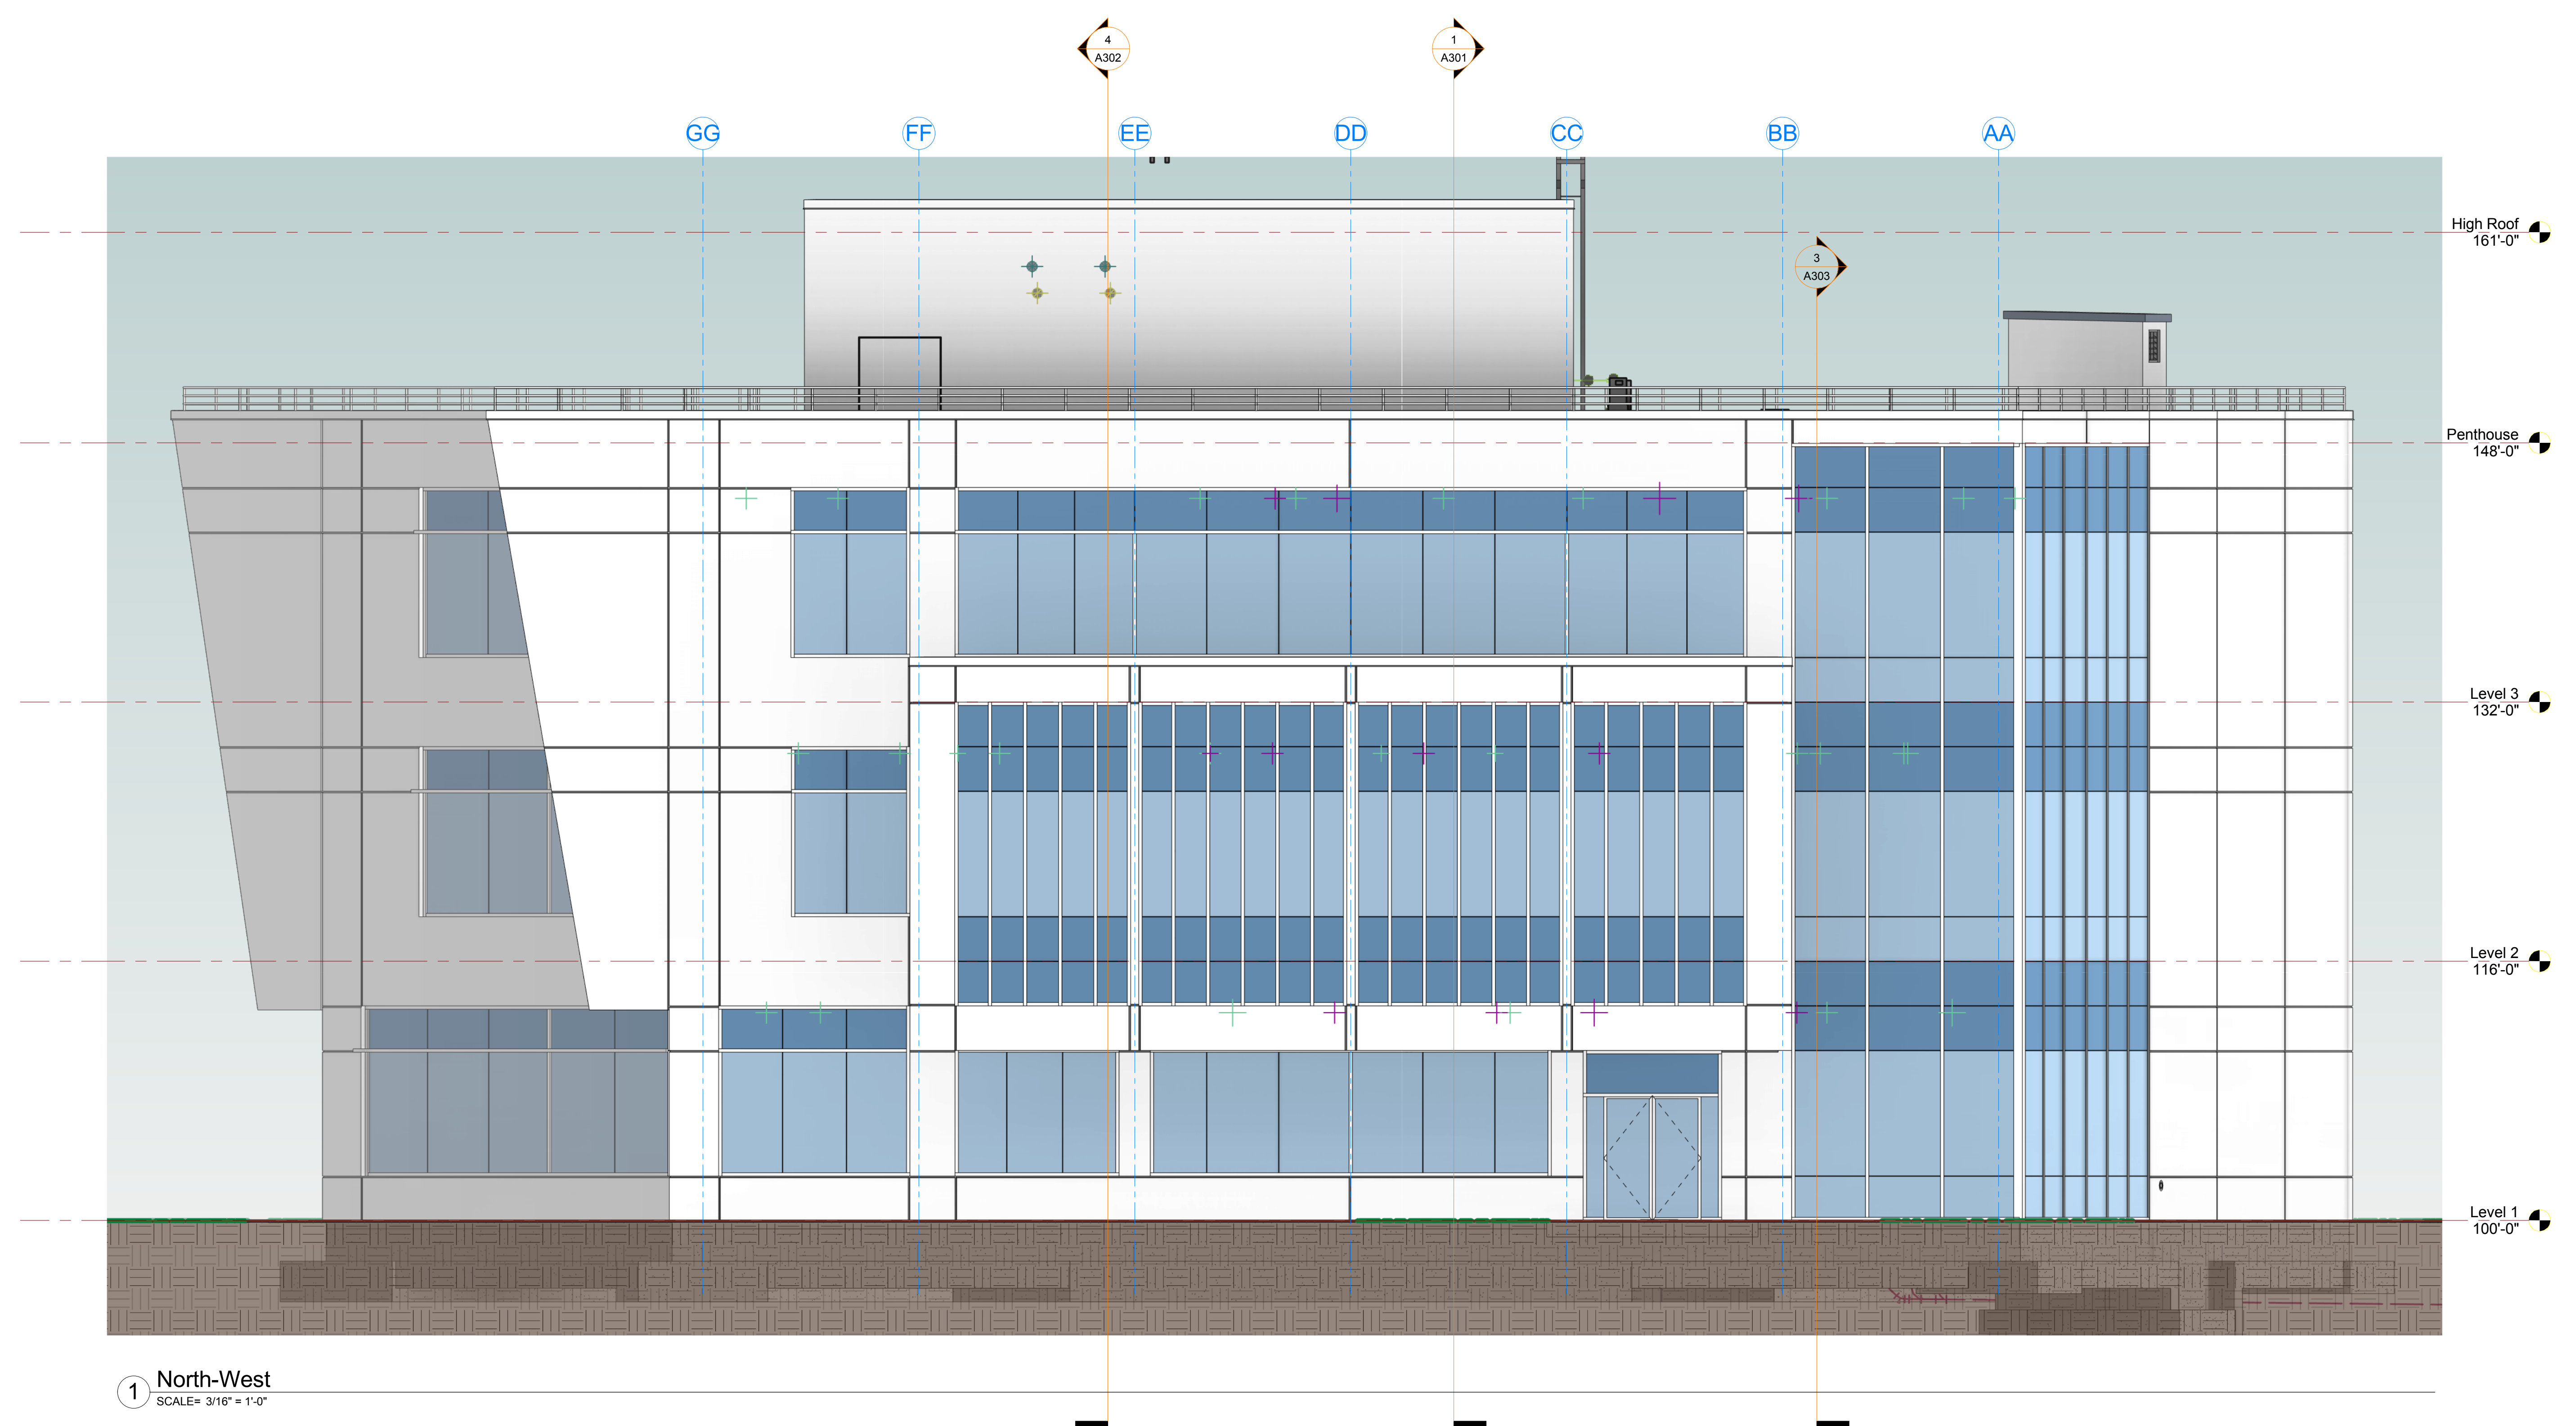 4
A302
1
A301
GG
FF
EE
DD
CC
BB
AA
High Roof
161'-0"
3
A303
Penthouse
148'-0"
Level 3
132'-0"
Level 2
116'-0"
Level 1
100'-0"
1
North-West
SCALE= 3/16" = 1'-0"